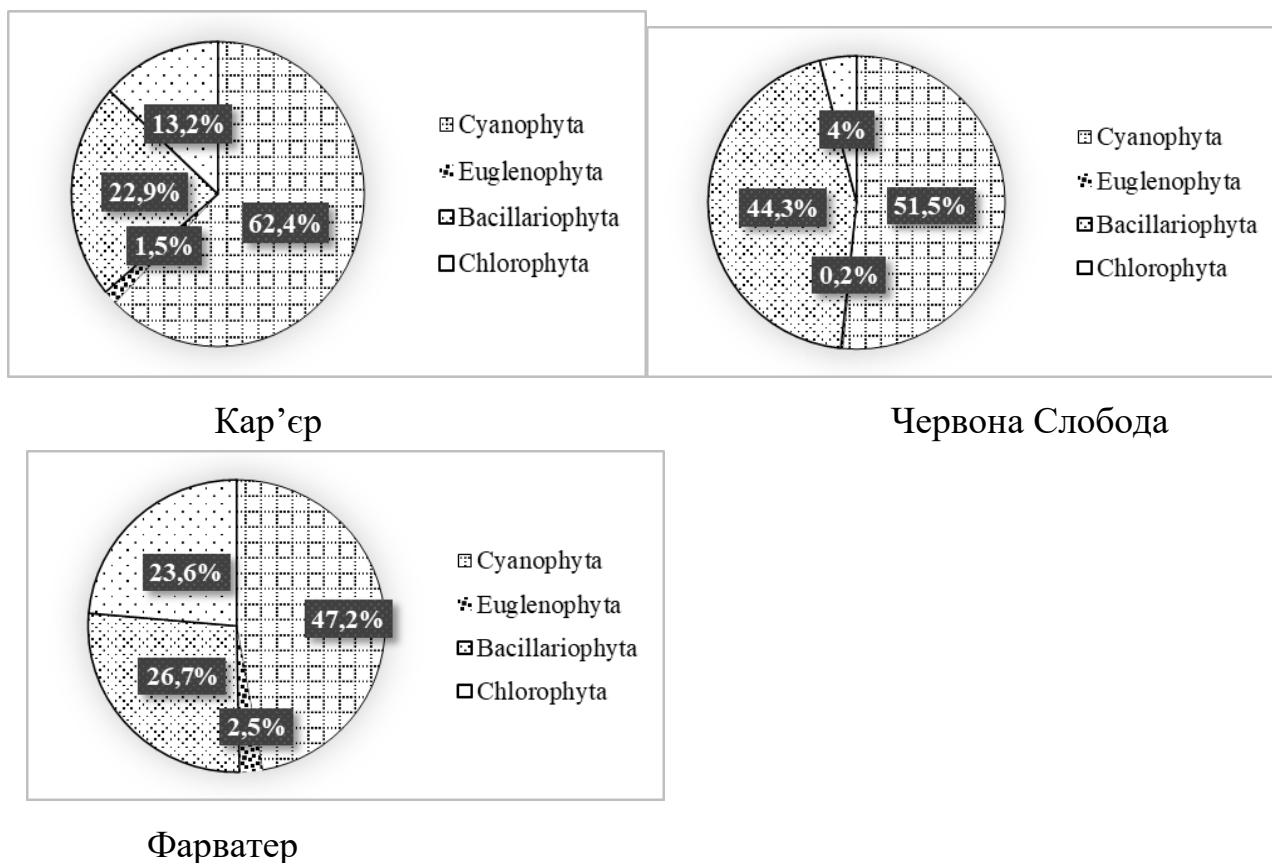 13,2%
22,9%
1,5%
62,4%
Cyanophyta
Euglenophyta
Bacillariophyta
Chlorophyta
Кар’єр
4%
44,3%
51,5%
0,2%
Cyanophyta
Euglenophyta
Bacillariophyta
Chlorophyta
Червона Слобода
23,6%
47,2%
26,7%
2,5%
Cyanophyta
Euglenophyta
Bacillariophyta
Chlorophyta
Фарватер